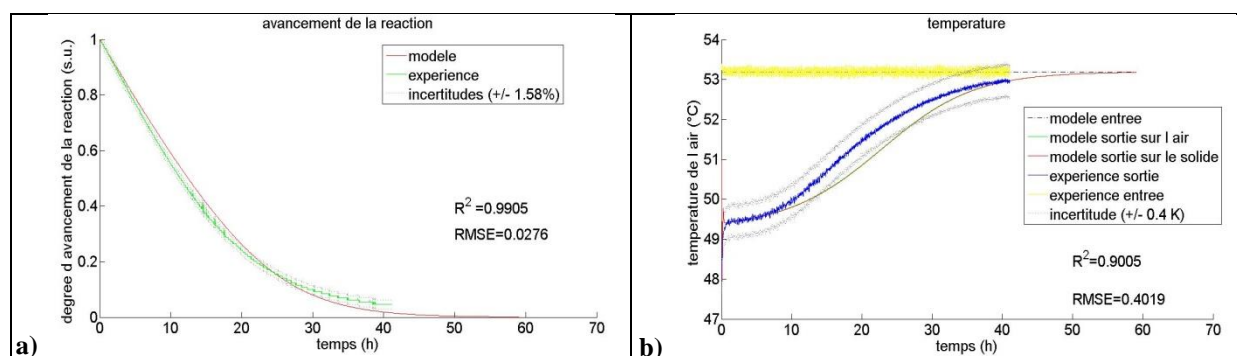 avancement de la reaction
1
0.8
0.6
0.4
0.2
0
degree d avancement de la reaction (s.u.)
modele
experience
incertitudes (+/- 1.58%)
R2 =0.9905
RMSE=0.0276
0 10 20 30 40 50 60 70
temps (h)
a)
temperature
54
53
52
51
50
49
48
47
temperature de l air (°C)
modele entree
modele sortie sur l air
modele sortie sur le solide
experience sortie
experience entree
incertitude (+/- 0.4 K)
R2=0.9005
RMSE=0.4019
0 10 20 30 40 50 60 70
temps (h)
b)